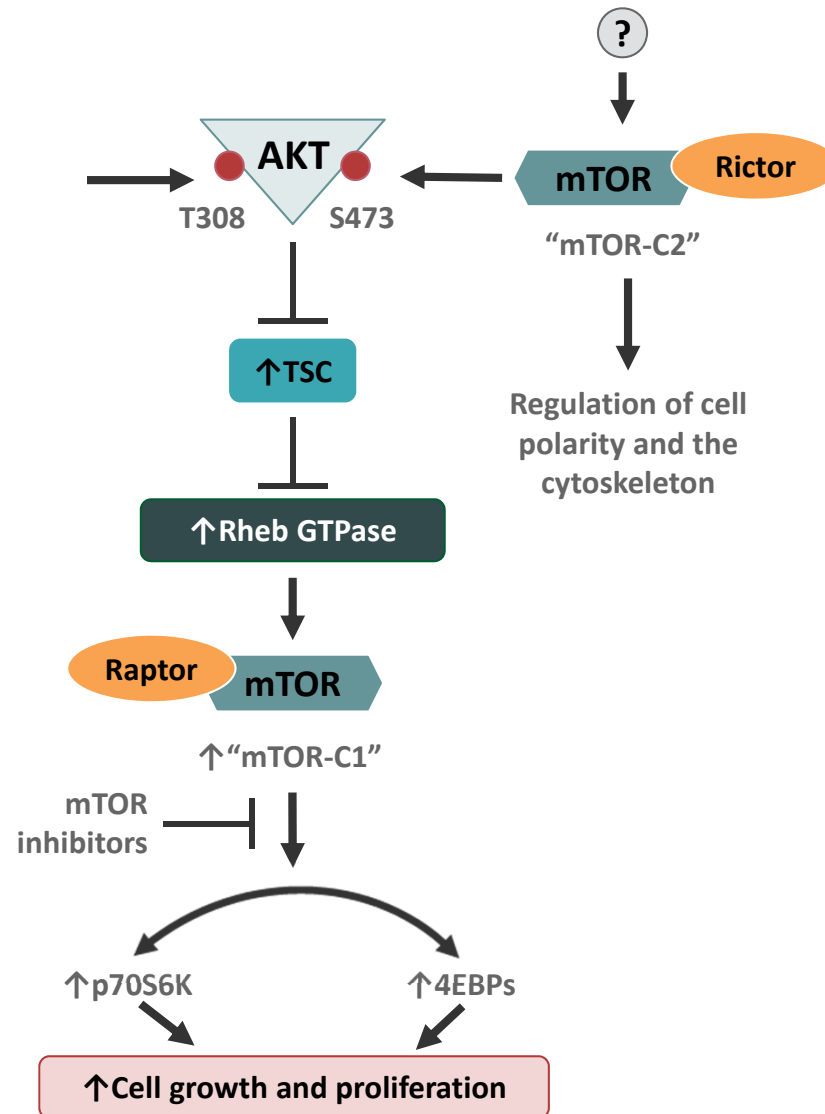 ?
AKT
mTOR
Rictor
T308
S473
“mTOR-C2”
↑TSC
Regulation of cell
polarity and the
cytoskeleton
↑Rheb GTPase
Raptor
mTOR
↑“mTOR-C1”
mTOR
inhibitors
↑p70S6K
↑4EBPs
↑Cell growth and proliferation